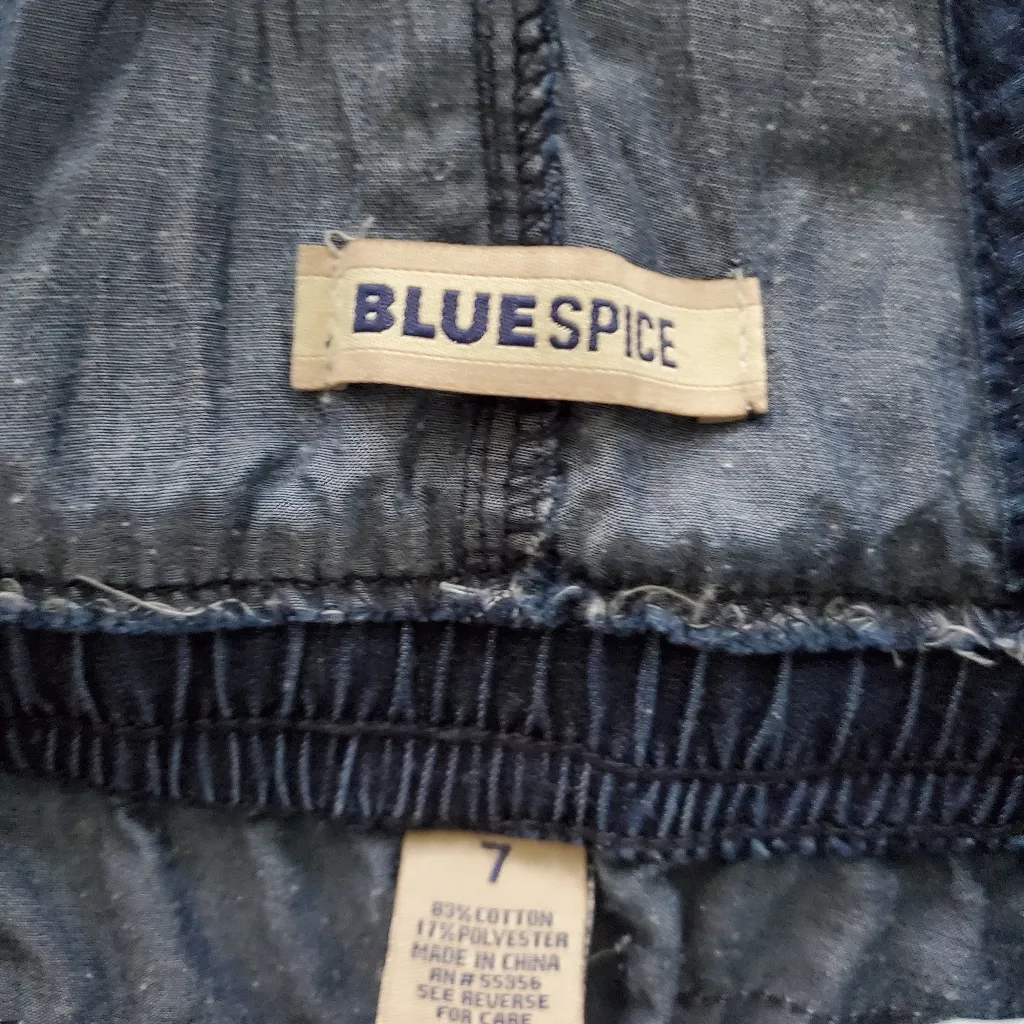 BLUESPICE
7
83% COTTON
17% POLYESTER
MADE IN CHINA
RN # 55356
SEE REVERSE
FOR CARE